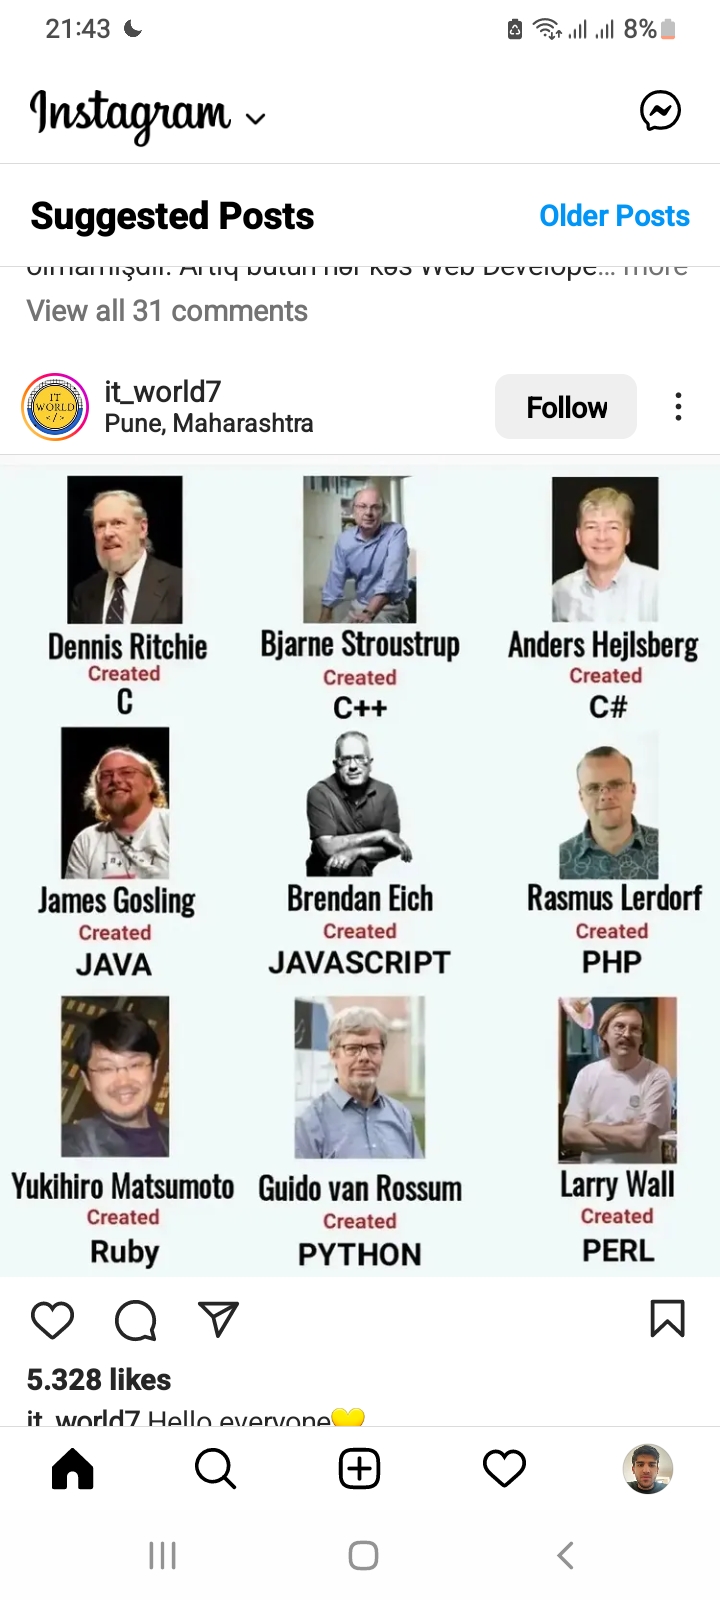 21:43
8%
Instagram
Suggested Posts
Older Posts
olmamışdır. Artıq bütün hər kəs Web Develope... more
View all 31 comments
IT
WORLD
</>
it_world7
Pune, Maharashtra
Follow
Dennis Ritchie
Created
C
Bjarne Stroustrup
Created
C++
Anders Hejlsberg
Created
C#
James Gosling
Created
JAVA
Brendan Eich
Created
JAVASCRIPT
Rasmus Lerdorf
Created
PHP
Yukihiro Matsumoto
Created
Ruby
Guido van Rossum
Created
PYTHON
Larry Wall
Created
PERL
5.328 likes
it_world7 Hello everyone💛